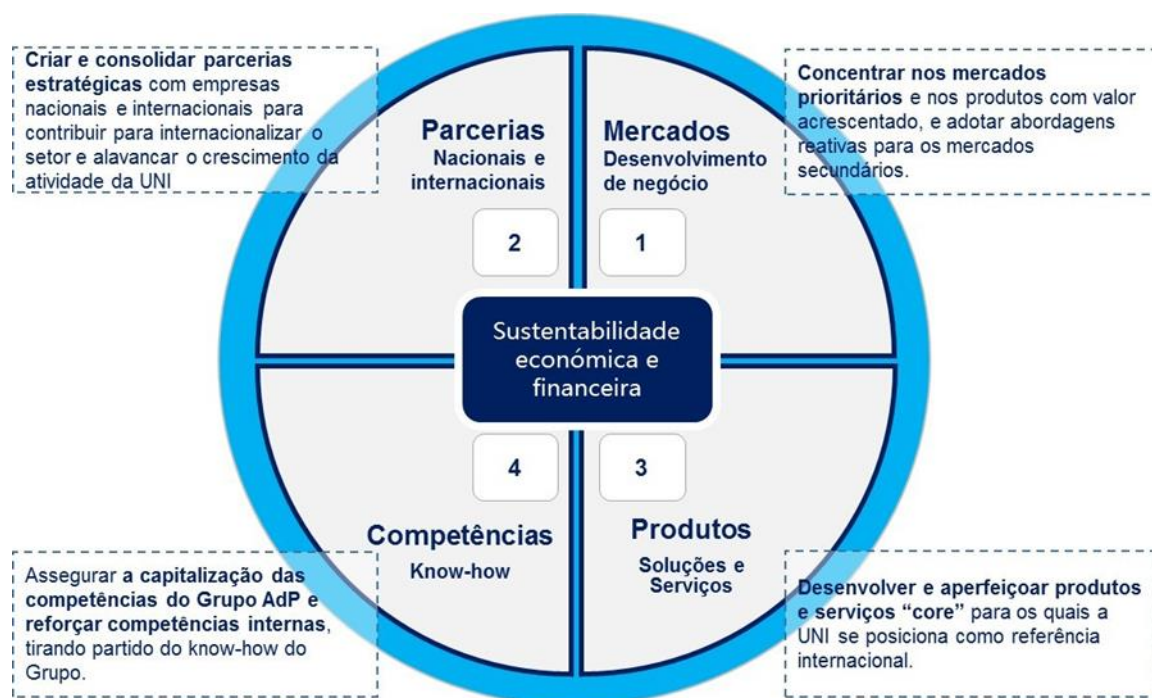 Criar e consolidar parcerias
estratégicas com empresas
nacionais e internacionais para
contribuir para internacionalizar o
setor e alavancar o crescimento da
atividade da UNI
Concentrar nos mercados
prioritários e nos produtos com valor
acrescentado, e adotar abordagens
reativas para os mercados
secundários.
Parcerias
Nacionais e
internacionais
Mercados
Desenvolvimento
de negócio
2
1
Sustentabilidade
económica e
financeira
4
3
Competências
Know-how
Produtos
Soluções e
Serviços
Assegurar a capitalização das
competências do Grupo AdP e
reforçar competências internas,
tirando partido do know-how do
Grupo.
Desenvolver e aperfeiçoar produtos
e serviços “core” para os quais a
UNI se posiciona como referência
internacional.